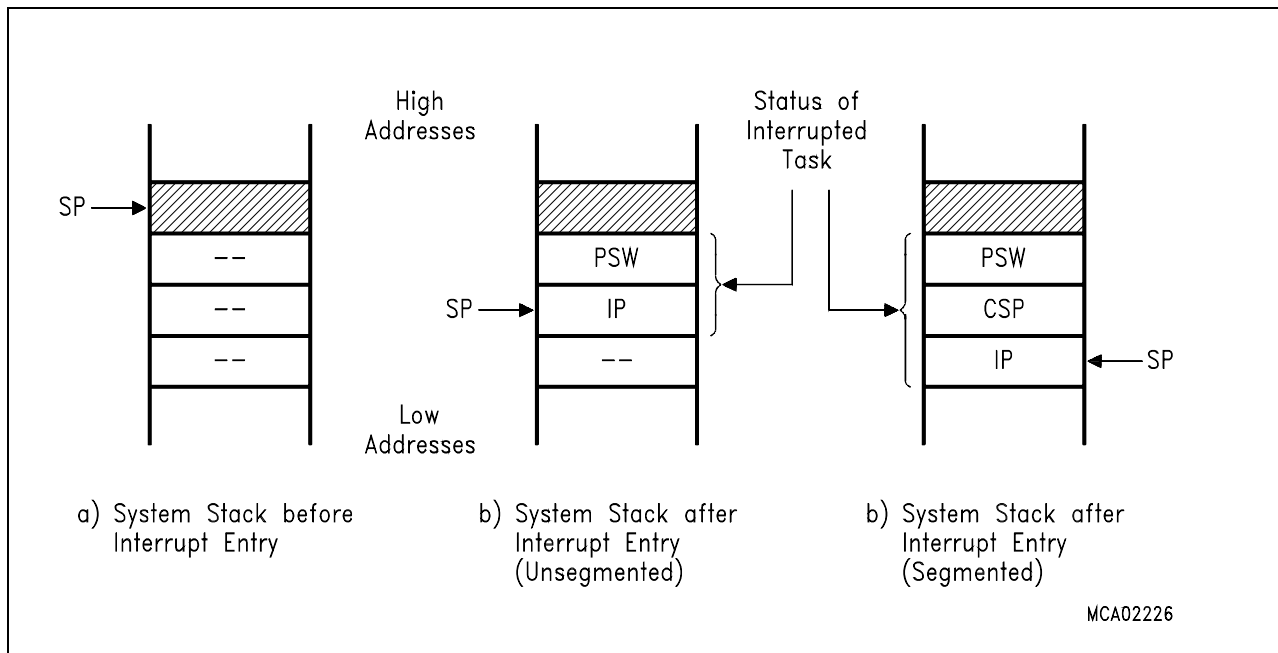 High
Addresses
Status of
Interrupted
Task
SP
--
--
--
SP
PSW
IP
--
PSW
CSP
IP
SP
Low
Addresses
a) System Stack before
Interrupt Entry
b) System Stack after
Interrupt Entry
(Unsegmented)
b) System Stack after
Interrupt Entry
(Segmented)
MCA02226